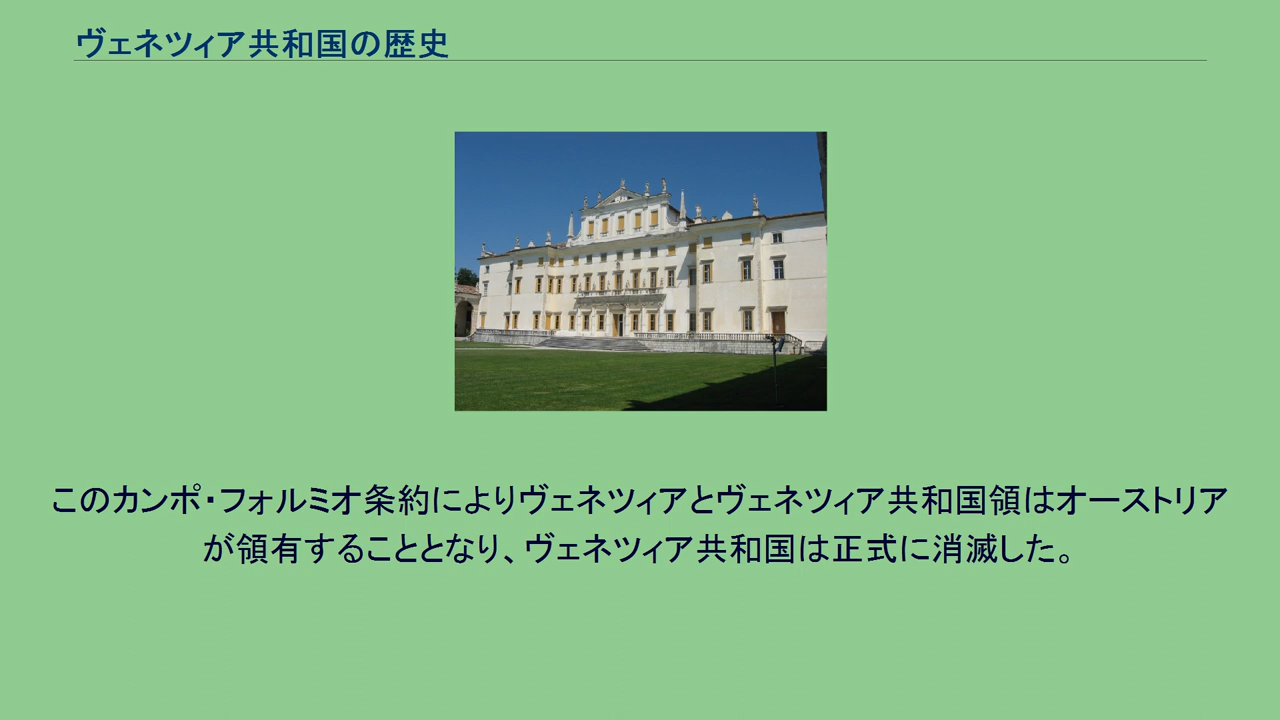 ヴェネツィア共和国の歴史
このカンポ・フォルミオ条約によりヴェネツィアとヴェネツィア共和国領はオーストリア
が領有することとなり、ヴェネツィア共和国は正式に消滅した。